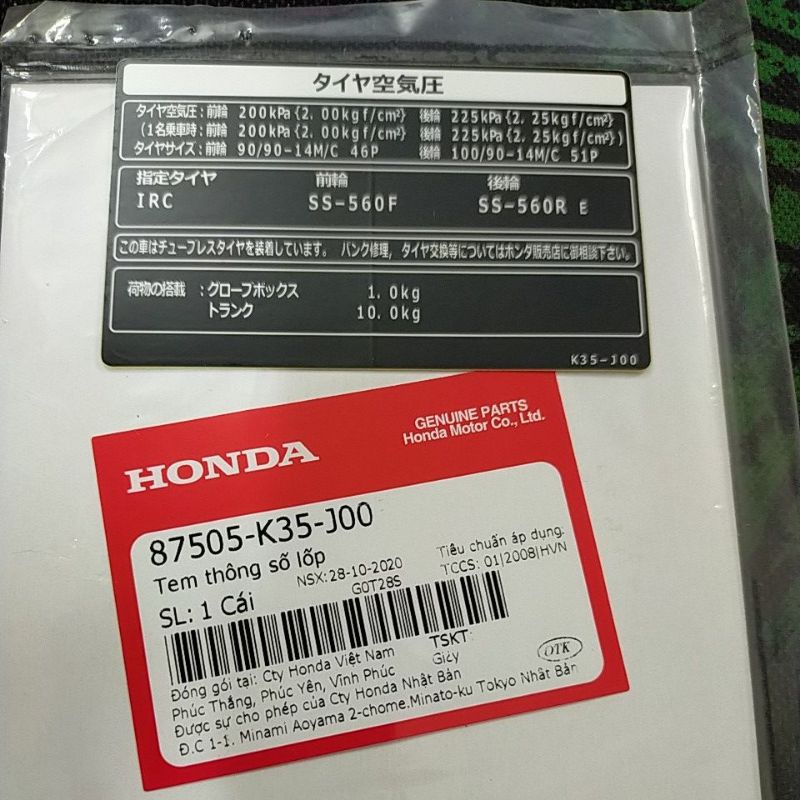 タイヤ空気圧
タイヤ空気圧:前輪 200kPa{2.00kgf/cm²} 後輪 225kPa{2.25kgf/cm²}
(1名乗車時:前輪 200kPa{2.00kgf/cm²} 後輪 225kPa{2.25kgf/cm²})
タイヤサイズ:前輪 90/90-14M/C 46P 後輪 100/90-14M/C 51P
指定タイヤ 前輪 後輪
IRC SS-560F SS-560R E
この車はチューブレスタイヤを装着しています。 パンク修理,タイヤ交換等についてはホンダ販売店に御相談下さい。
荷物の搭載 :グローブボックス 1.0kg
トランク 10.0kg
K35-J00
GENUINE PARTS
HONDA Honda Motor Co., Ltd.
87505-K35-J00
Tem thông số lốp
NSX:28-10-2020 Tiêu chuẩn áp dụng:
G0T28S TCCS: 01|2008|HVN
SL: 1 Cái
TSKT:
Giấy
OTK
Đóng gói tại: Cty Honda Việt Nam
Phúc Thắng, Phúc Yên, Vĩnh Phúc
Được sự cho phép của Cty Honda Nhật Bản
Đ.C 1-1. Minami Aoyama 2-chome.Minato-ku Tokyo Nhật Bản